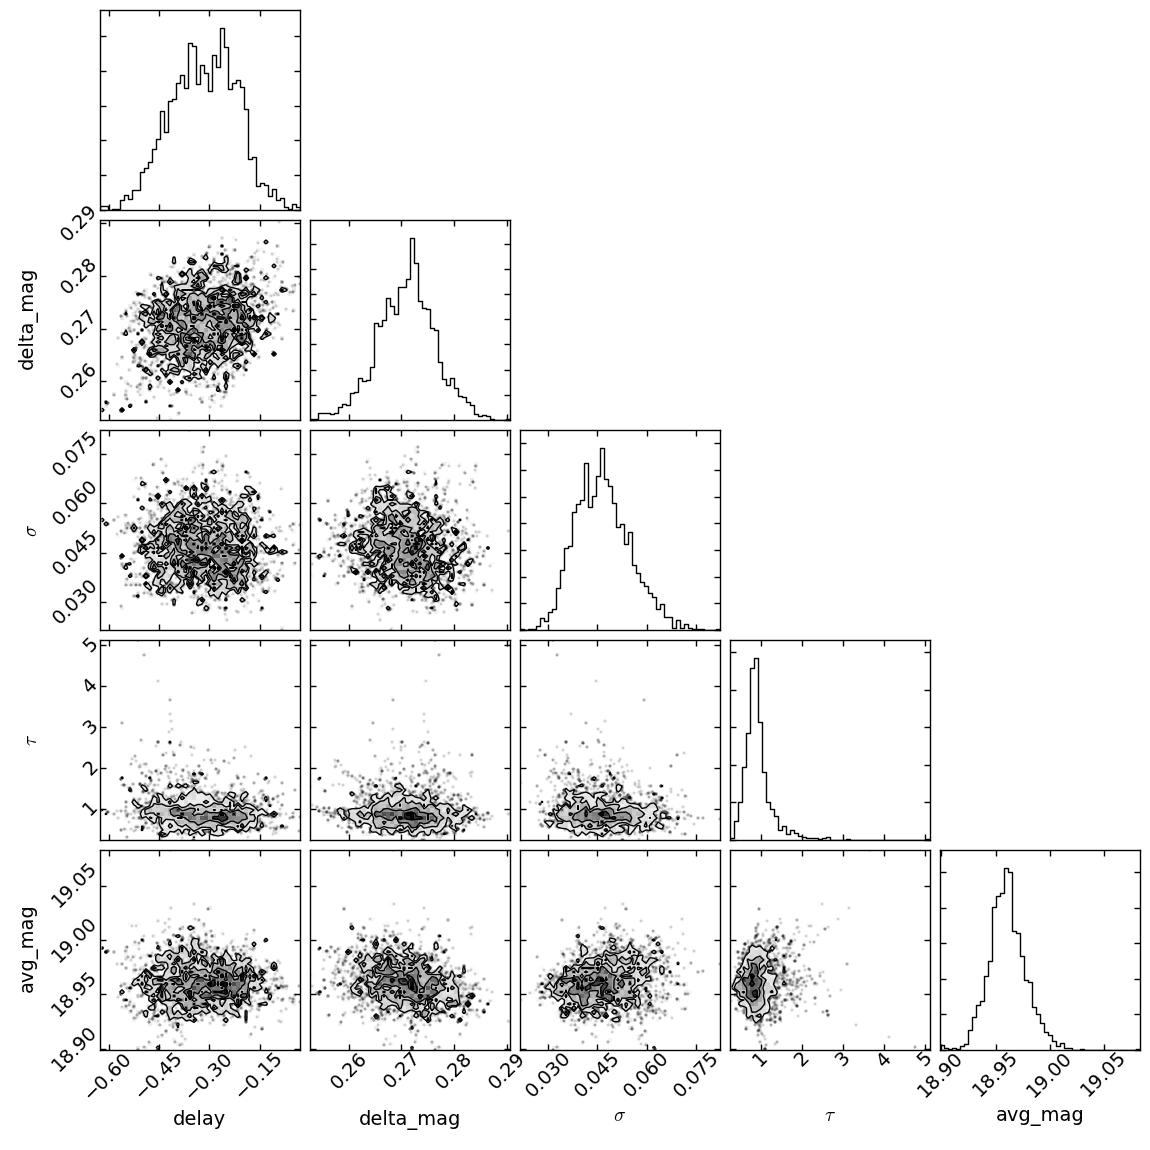 0.29
0.28
0.27
0.26
delta_mag
0.075
0.060
0.045
0.030
σ
5
4
3
2
1
τ
19.05
19.00
18.95
18.90
avg_mag
−0.60 −0.45 −0.30 −0.15
0.26 0.27 0.28 0.29
0.030 0.045 0.060 0.075
1 2 3 4 5
18.90 18.95 19.00 19.05
delay delta_mag σ τ avg_mag